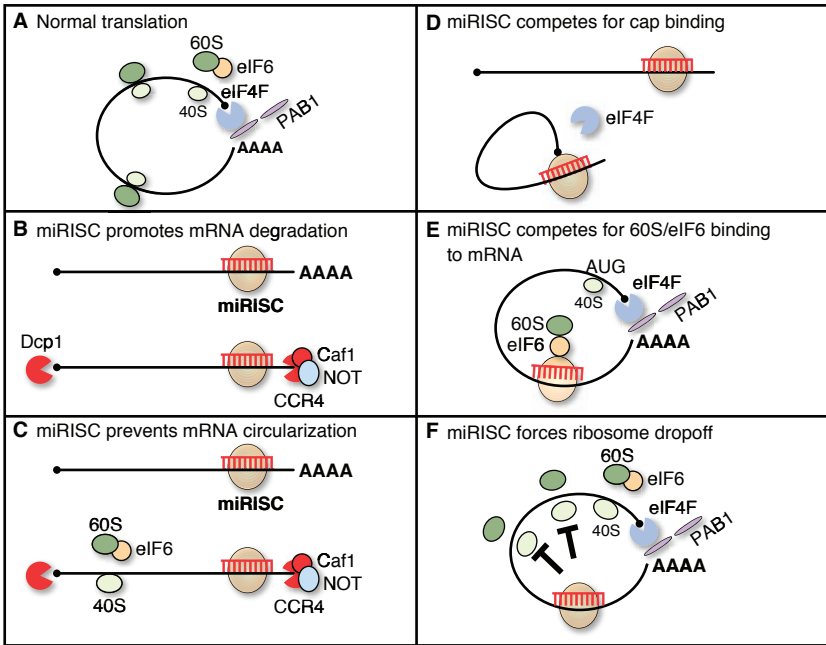 A Normal translation
60S
eIF6
eIF4F
40S
PAB1
AAAA
B miRISC promotes mRNA degradation
AAAA
miRISC
Dcp1
Caf1
NOT
CCR4
C miRISC prevents mRNA circularization
AAAA
miRISC
60S
eIF6
40S
Caf1
NOT
CCR4
D miRISC competes for cap binding
eIF4F
E miRISC competes for 60S/eIF6 binding
to mRNA
AUG
eIF4F
40S
PAB1
60S
eIF6
AAAA
F miRISC forces ribosome dropoff
60S
eIF6
eIF4F
40S
PAB1
AAAA